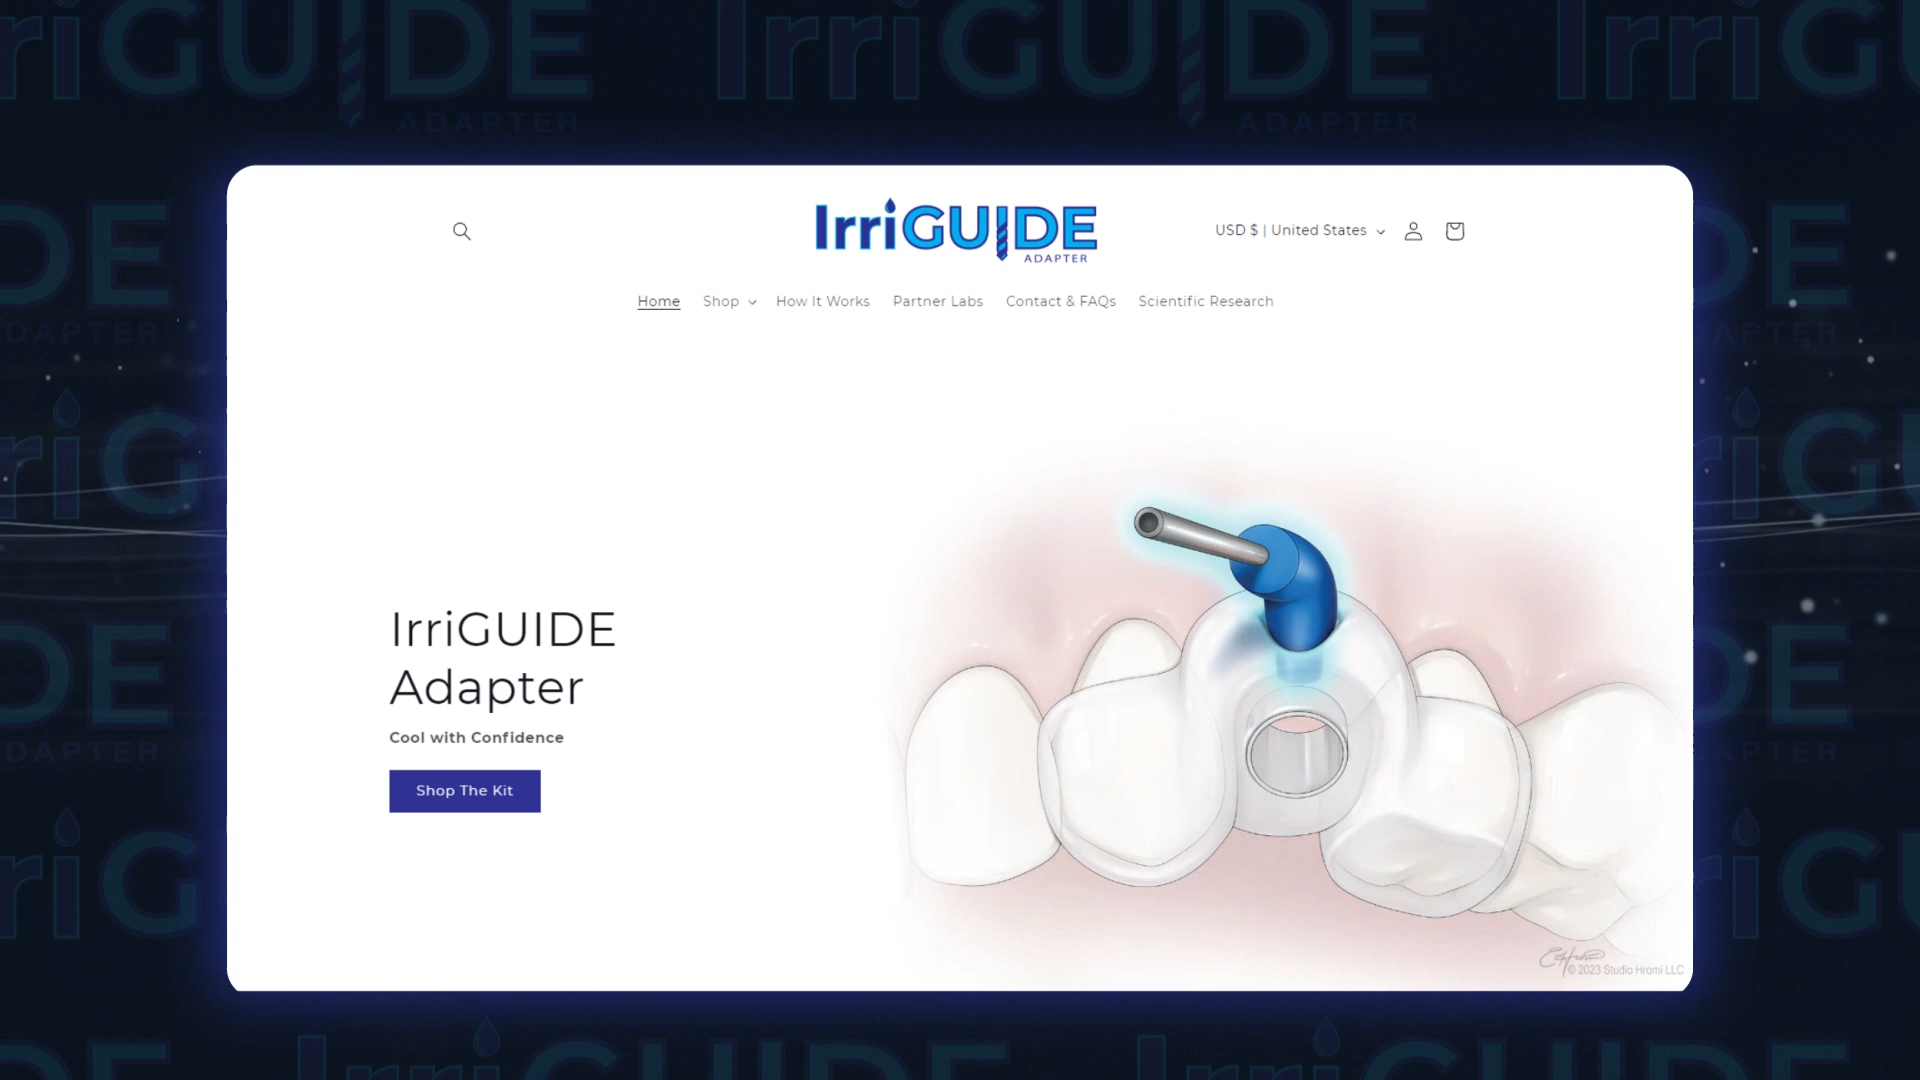 IrriGUIDE
ADAPTER
USD $ | United States
Home Shop How It Works Partner Labs Contact & FAQs Scientific Research
IrriGUIDE
Adapter
Cool with Confidence
Shop The Kit
© 2023 Studio Hromi LLC